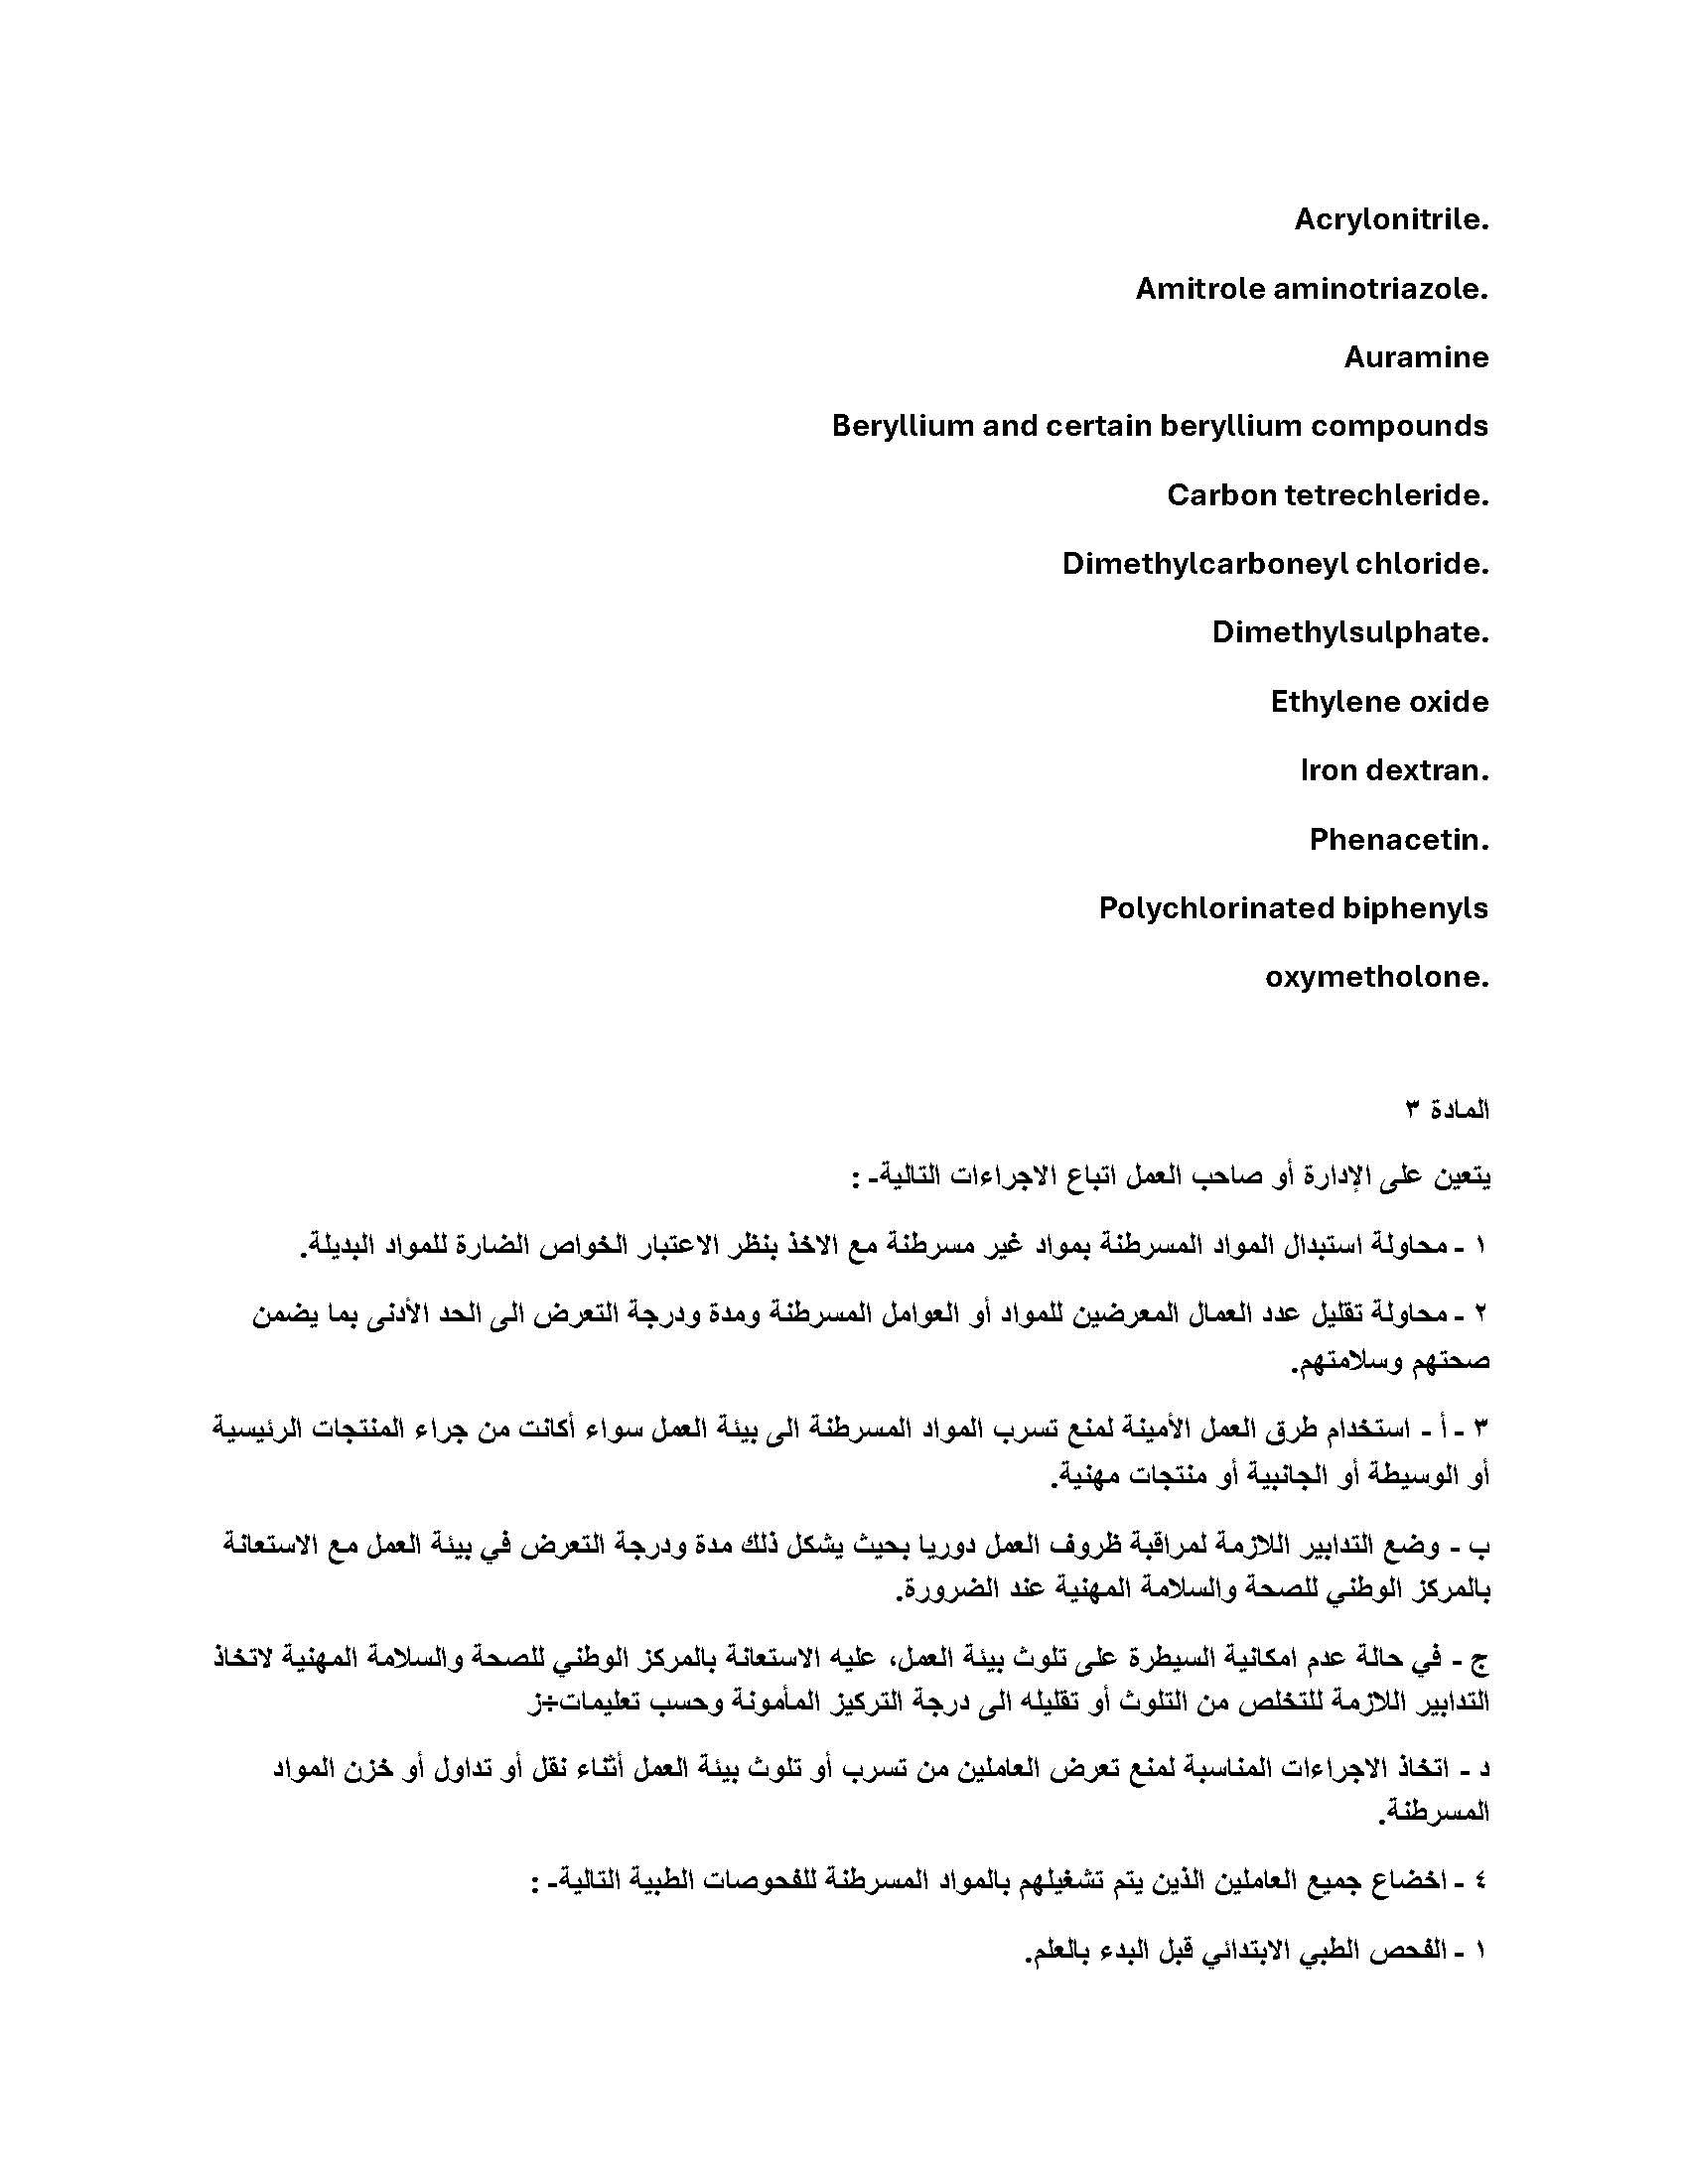 Acrylonitrile.
Amitrole aminotriazole.
Auramine
Beryllium and certain beryllium compounds
Carbon tetrechleride.
Dimethylcarboneyl chloride.
Dimethylsulphate.
Ethylene oxide
Iron dextran.
Phenacetin.
Polychlorinated biphenyls
oxymetholone.
المادة ٣
يتعين على الإدارة أو صاحب العمل اتباع الاجراءات التالية- :
١ ـ محاولة استبدال المواد المسرطنة بمواد غير مسرطنة مع الاخذ بنظر الاعتبار الخواص الضارة للمواد البديلة.
٢ ـ محاولة تقليل عدد العمال المعرضين للمواد أو العوامل المسرطنة ومدة ودرجة التعرض الى الحد الأدنى بما يضمن
صحتهم وسلامتهم.
٣ ـ أ ـ استخدام طرق العمل الأمينة لمنع تسرب المواد المسرطنة الى بيئة العمل سواء أكانت من جراء المنتجات الرئيسية
أو الوسيطة أو الجانبية أو منتجات مهنية.
ب - وضع التدابير اللازمة لمراقبة ظروف العمل دوريا بحيث يشكل ذلك مدة ودرجة التعرض في بيئة العمل مع الاستعانة
بالمركز الوطني للصحة والسلامة المهنية عند الضرورة.
ج - في حالة عدم امكانية السيطرة على تلوث بيئة العمل، عليه الاستعانة بالمركز الوطني للصحة والسلامة المهنية لاتخاذ
التدابير اللازمة للتخلص من التلوث أو تقليله الى درجة التركيز المأمونة وحسب تعليمات÷ز
د - اتخاذ الاجراءات المناسبة لمنع تعرض العاملين من تسرب أو تلوث بيئة العمل أثناء نقل أو تداول أو خزن المواد
المسرطنة.
٤ ـ اخضاع جميع العاملين الذين يتم تشغيلهم بالمواد المسرطنة للفحوصات الطبية التالية- :
١ ـ الفحص الطبي الابتدائي قبل البدء بالعلم.